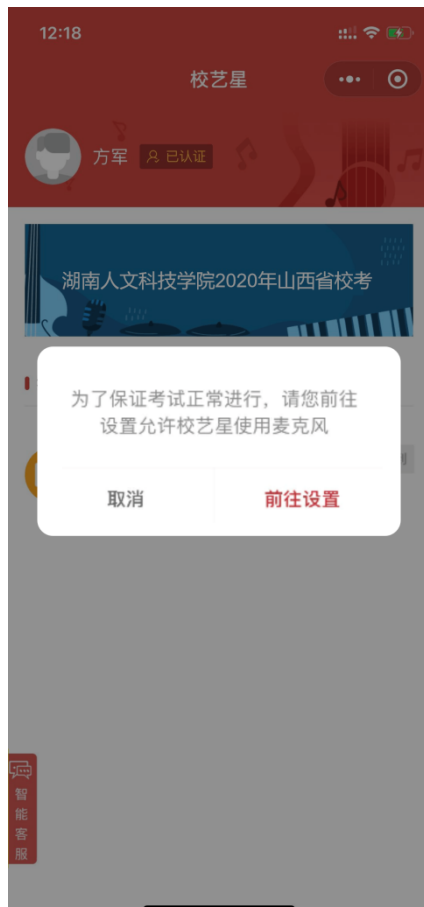 12:18
校艺星
方军
已认证
湖南人文科技学院2020年山西省校考
为了保证考试正常进行，请您前往
设置允许校艺星使用麦克风
取消
前往设置
智能客服